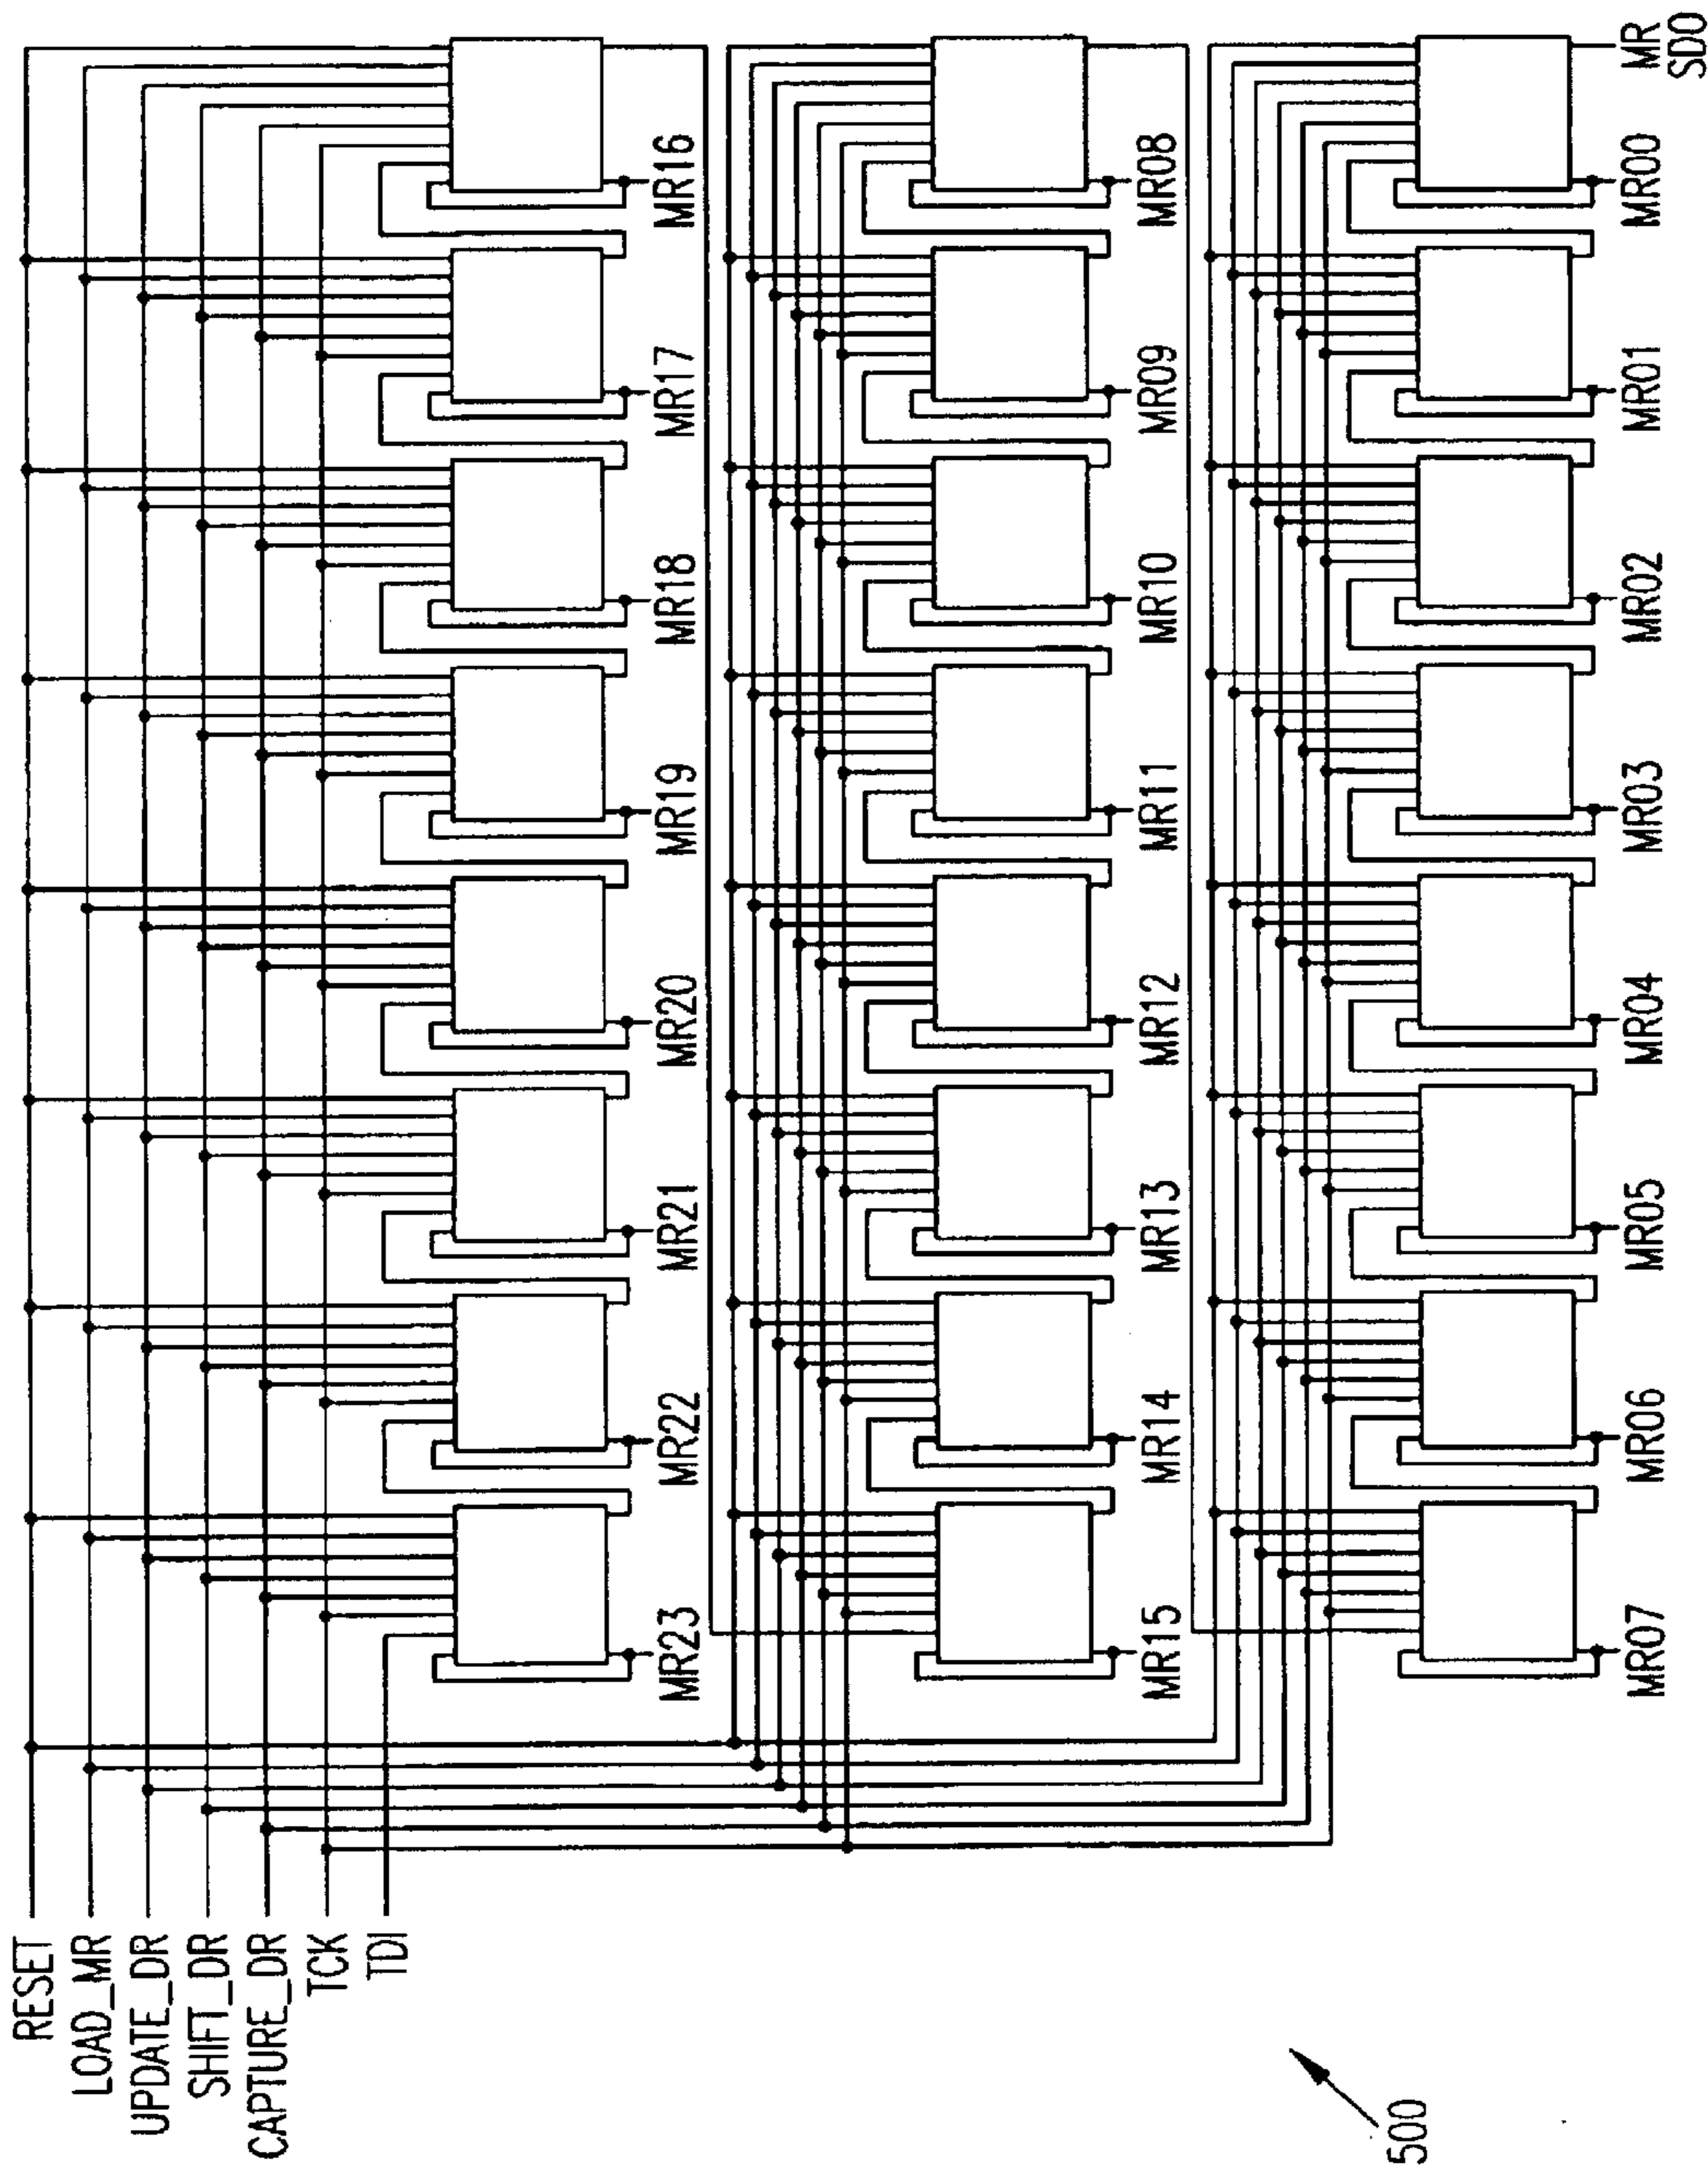 RESET
LOAD_MR
UPDATE_DR
SHIFT_DR
CAPTURE_DR
TCK
TDI
MR23
MR22
MR21
MR20
MR19
MR18
MR17
MR16
MR15
MR14
MR13
MR12
MR11
MR10
MR09
MR08
MR07
MR06
MR05
MR04
MR03
MR02
MR01
MR00
MR
SDO
500